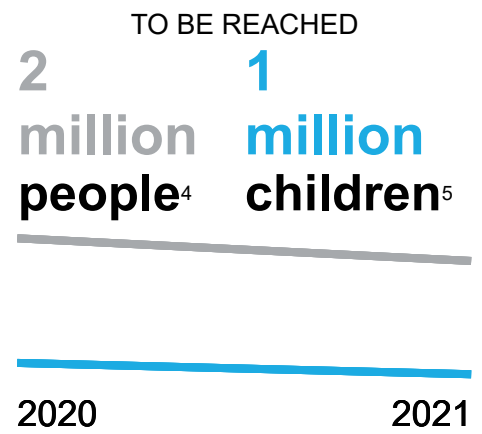 TO BE REACHED
2
million
people4
1
million
children5
2020
2021